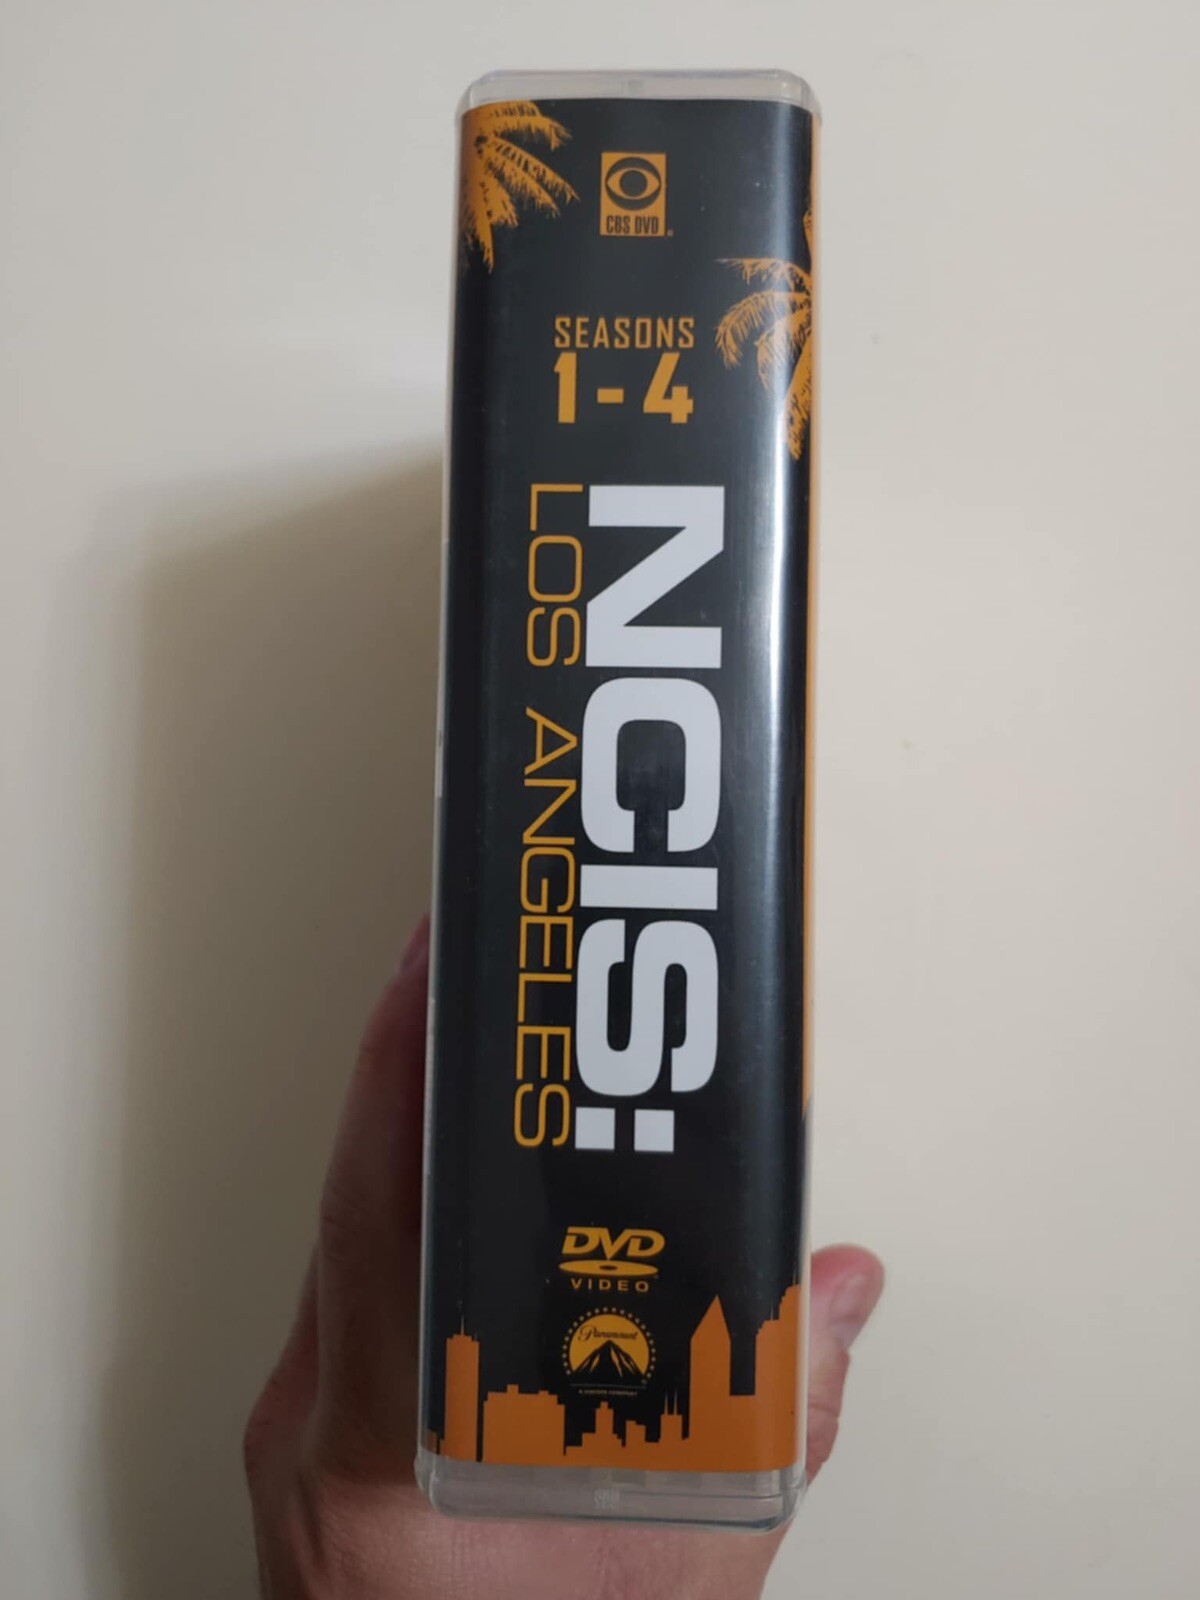 CBS DVD
SEASONS
1-4
NCIS:
LOS ANGELES
DVD
VIDEO
Paramount